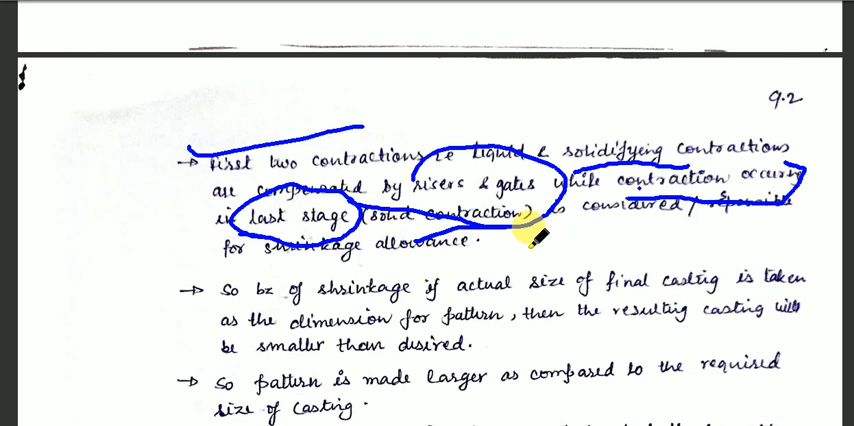 9.2
→ First two contractions ie liquid & solidifying contractions
are compensated by risers & gates while contraction occurs
in last stage (solid contraction) is considered /
for shrinkage allowance.
→ So bz of shrinkage if actual size of final casting is taken
as the dimension for pattern, then the resulting casting will
be smaller than desired.
→ So pattern is made larger as compared to the required
size of casting.